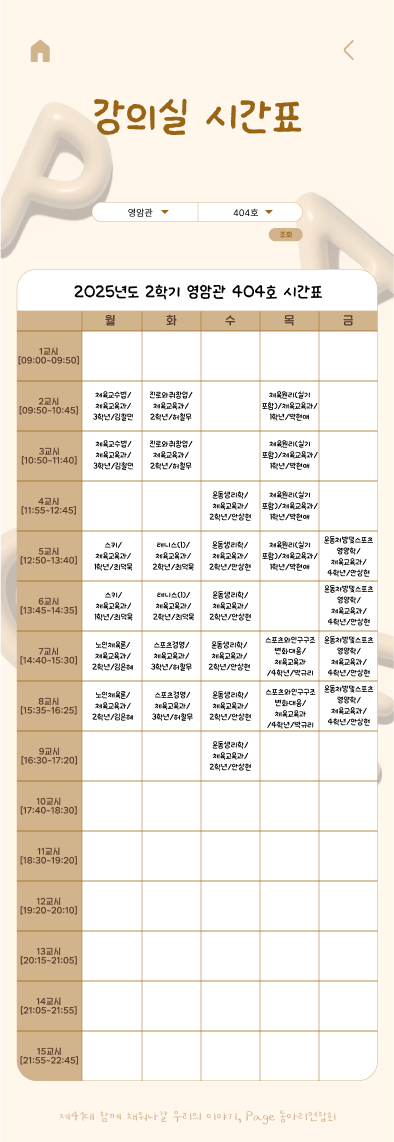 강의실 시간표
영암관 404호
조회
2025년도 2학기 영암관 404호 시간표
월 화 수 목 금
1교시
[09:00~09:50]
2교시
[09:50~10:45]
체육교수법/
체육교육과/
3학년/김철민
진로와취창업/
체육교육과/
2학년/허철무
체육원리(실기
포함)/체육교육과/
1학년/박현애
3교시
[10:50~11:40]
체육교수법/
체육교육과/
3학년/김철민
진로와취창업/
체육교육과/
2학년/허철무
체육원리(실기
포함)/체육교육과/
1학년/박현애
4교시
[11:55~12:45]
운동생리학/
체육교육과/
2학년/안상현
체육원리(실기
포함)/체육교육과/
1학년/박현애
5교시
[12:50~13:40]
스키/
체육교육과/
1학년/최덕묵
테니스(1)/
체육교육과/
2학년/최덕묵
운동생리학/
체육교육과/
2학년/안상현
체육원리(실기
포함)/체육교육과/
1학년/박현애
운동처방및스포츠
영양학/
체육교육과/
4학년/안상현
6교시
[13:45~14:35]
스키/
체육교육과/
1학년/최덕묵
테니스(1)/
체육교육과/
2학년/최덕묵
운동생리학/
체육교육과/
2학년/안상현
운동처방및스포츠
영양학/
체육교육과/
4학년/안상현
7교시
[14:40~15:30]
노인체육론/
체육교육과/
2학년/김은혜
스포츠경영/
체육교육과/
3학년/허철무
운동생리학/
체육교육과/
2학년/안상현
스포츠와인구구조
변화대응/
체육교육과
/4학년/박규리
운동처방및스포츠
영양학/
체육교육과/
4학년/안상현
8교시
[15:35~16:25]
노인체육론/
체육교육과/
2학년/김은혜
스포츠경영/
체육교육과/
3학년/허철무
운동생리학/
체육교육과/
2학년/안상현
스포츠와인구구조
변화대응/
체육교육과
/4학년/박규리
운동처방및스포츠
영양학/
체육교육과/
4학년/안상현
9교시
[16:30~17:20]
운동생리학/
체육교육과/
2학년/안상현
10교시
[17:40~18:30]
11교시
[18:30~19:20]
12교시
[19:20~20:10]
13교시
[20:15~21:05]
14교시
[21:05~21:55]
15교시
[21:55~22:45]
제41대 함께 채워나갈 우리의 이야기, Page 동아리연합회